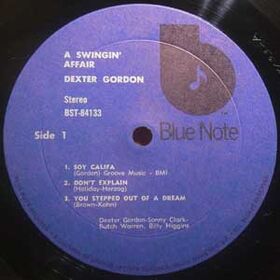 A SWINGIN'
AFFAIR
DEXTER GORDON
Stereo
BST-84133
Side 1
Blue Note
1. SOY CALIFA
(Gordon) Groove Music - BMI
2. DON'T EXPLAIN
(Holiday-Herzog)
3. YOU STEPPED OUT OF A DREAM
(Brown-Kahn)
Dexter Gordon-Sonny Clark-
Butch Warren, Billy Higgins